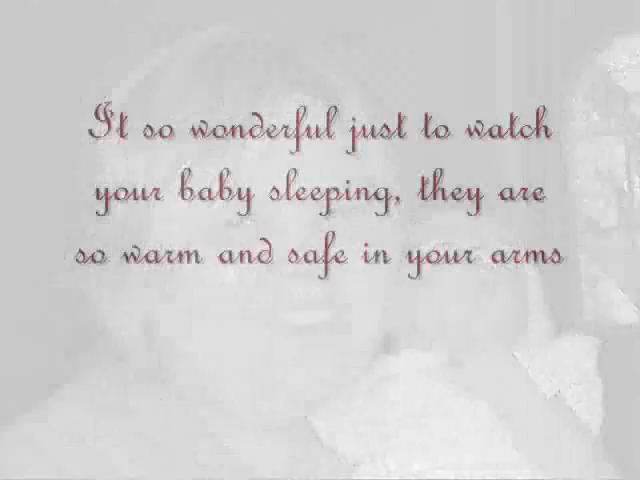 It so wonderful just to watch
your baby sleeping, they are
so warm and safe in your arms